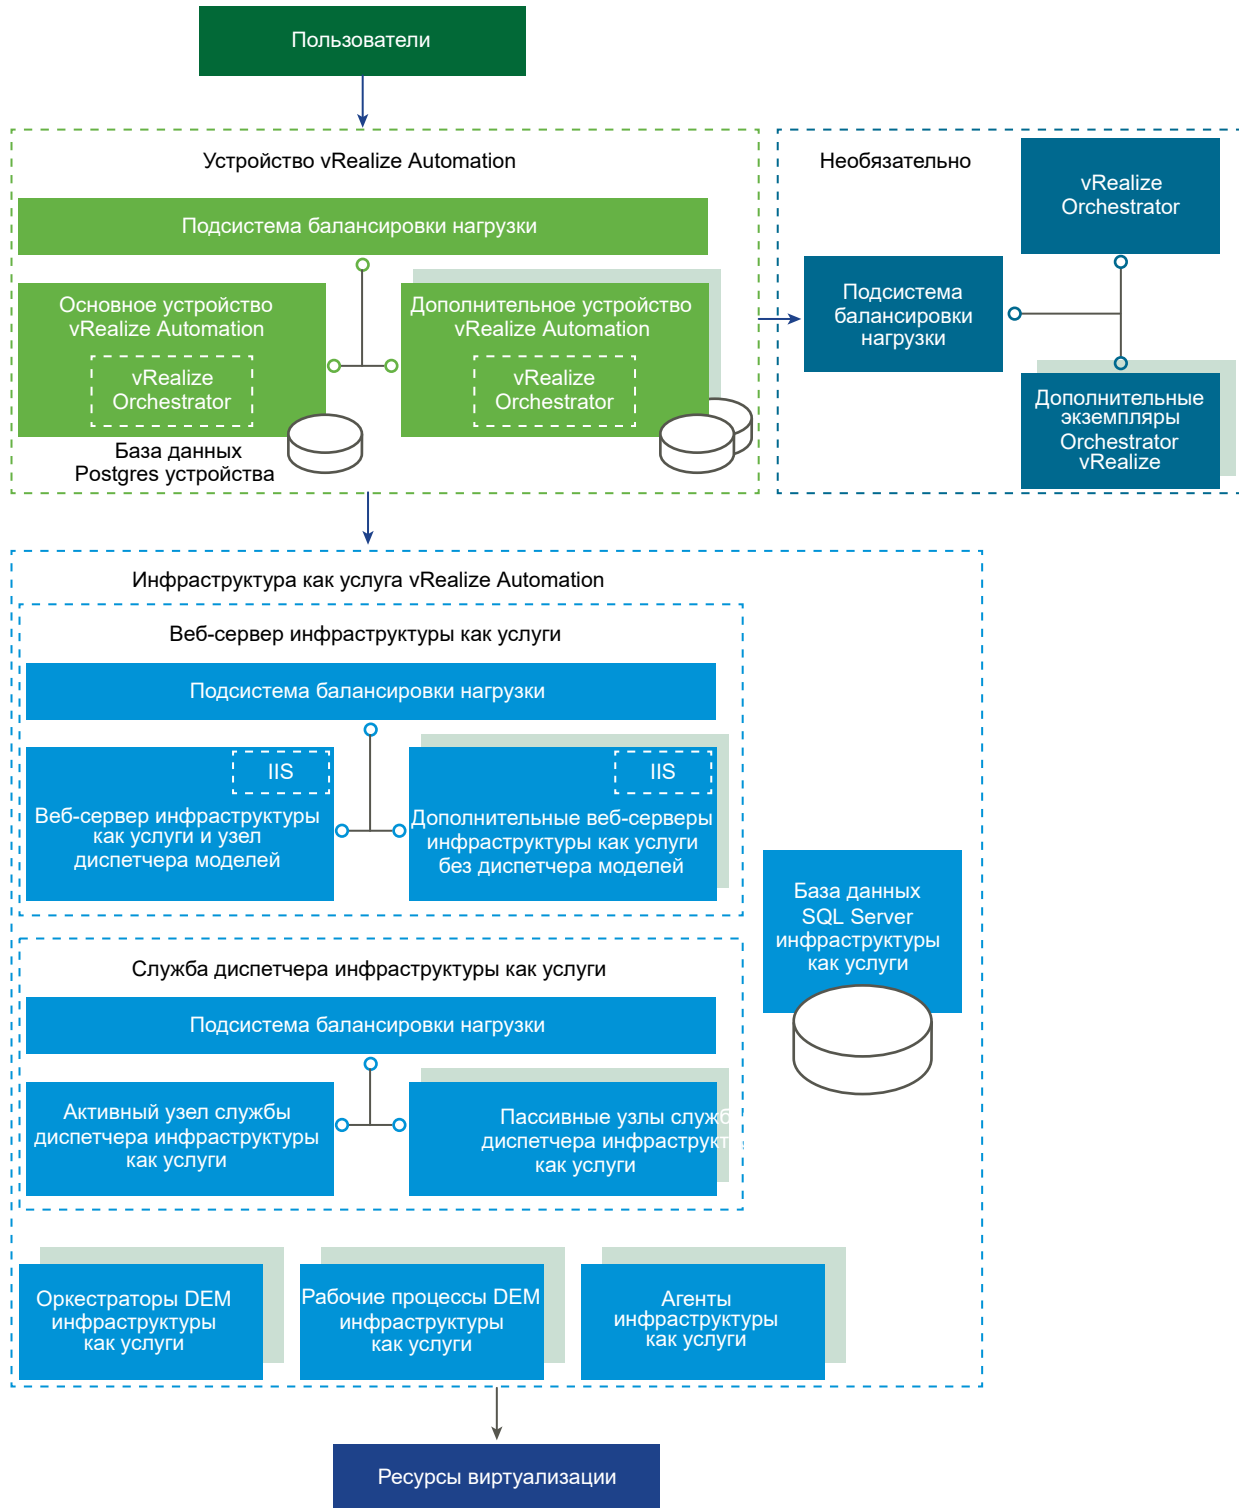 Пользователи
Устройство vRealize Automation
Подсистема балансировки нагрузки
Основное устройство
vRealize Automation
vRealize
Orchestrator
Дополнительное устройство
vRealize Automation
vRealize
Orchestrator
База данных
Postgres устройства
Необязательно
vRealize
Orchestrator
Подсистема
балансировки
нагрузки
Дополнительные
экземпляры
Orchestrator
vRealize
Инфраструктура как услуга vRealize Automation
Веб-сервер инфраструктуры как услуги
Подсистема балансировки нагрузки
IIS
Веб-сервер инфраструктуры
как услуги и узел
диспетчера моделей
IIS
Дополнительные веб-серверы
инфраструктуры как услуги
без диспетчера моделей
База данных
SQL Server
инфраструктуры
как услуги
Служба диспетчера инфраструктуры как услуги
Подсистема балансировки нагрузки
Активный узел службы
диспетчера инфраструктуры
как услуги
Пассивные узлы служб
диспетчера инфраструкт
как услуги
Оркестраторы DEM
инфраструктуры
как услуги
Рабочие процессы DEM
инфраструктуры
как услуги
Агенты
инфраструктуры
как услуги
Ресурсы виртуализации